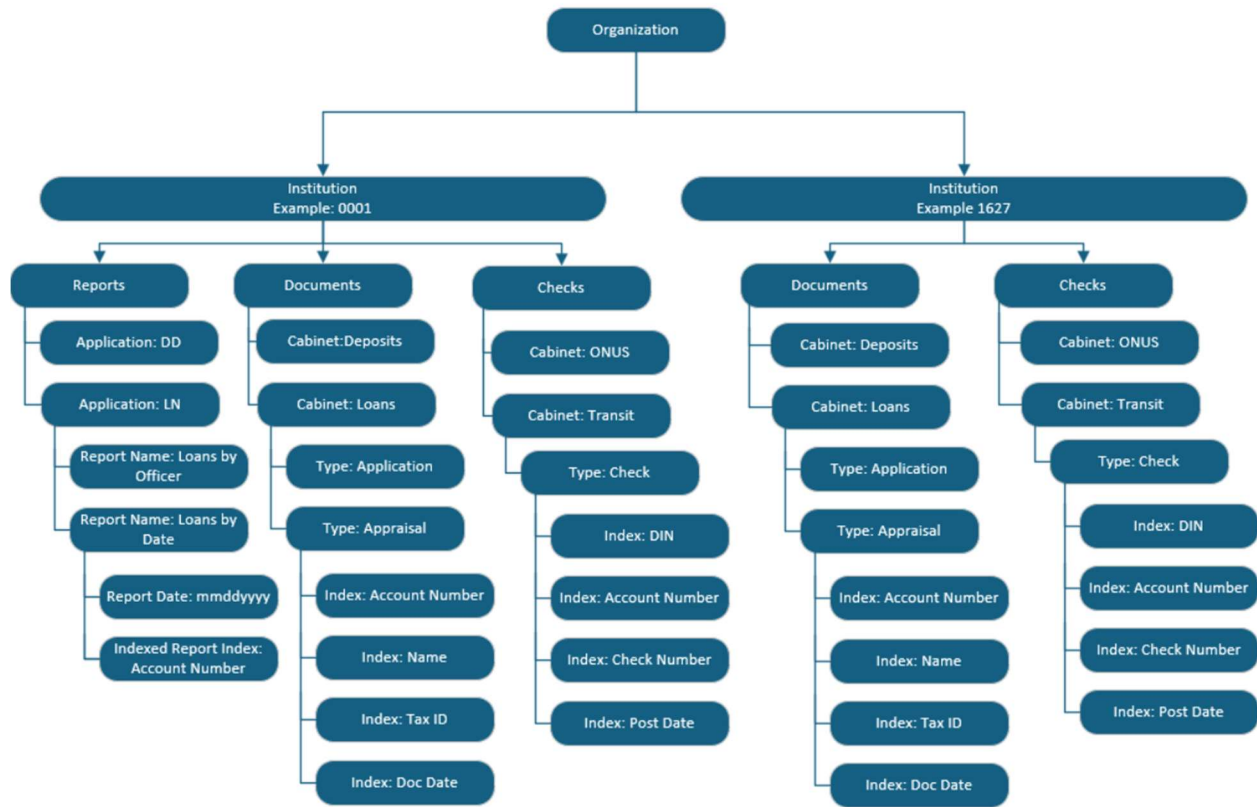 Organization
Institution
Example: 0001
Institution
Example 1627
Reports
Application: DD
Application: LN
Report Name: Loans by
Officer
Report Name: Loans by
Date
Report Date: mmddyyyy
Indexed Report Index:
Account Number
Documents
Cabinet:Deposits
Cabinet: Loans
Type: Application
Type: Appraisal
Index: Account Number
Index: Name
Index: Tax ID
Index: Doc Date
Checks
Cabinet: ONUS
Cabinet: Transit
Type: Check
Index: DIN
Index: Account Number
Index: Check Number
Index: Post Date
Documents
Cabinet: Deposits
Cabinet: Loans
Type: Application
Type: Appraisal
Index: Account Number
Index: Name
Index: Tax ID
Index: Doc Date
Checks
Cabinet: ONUS
Cabinet: Transit
Type: Check
Index: DIN
Index: Account Number
Index: Check Number
Index: Post Date